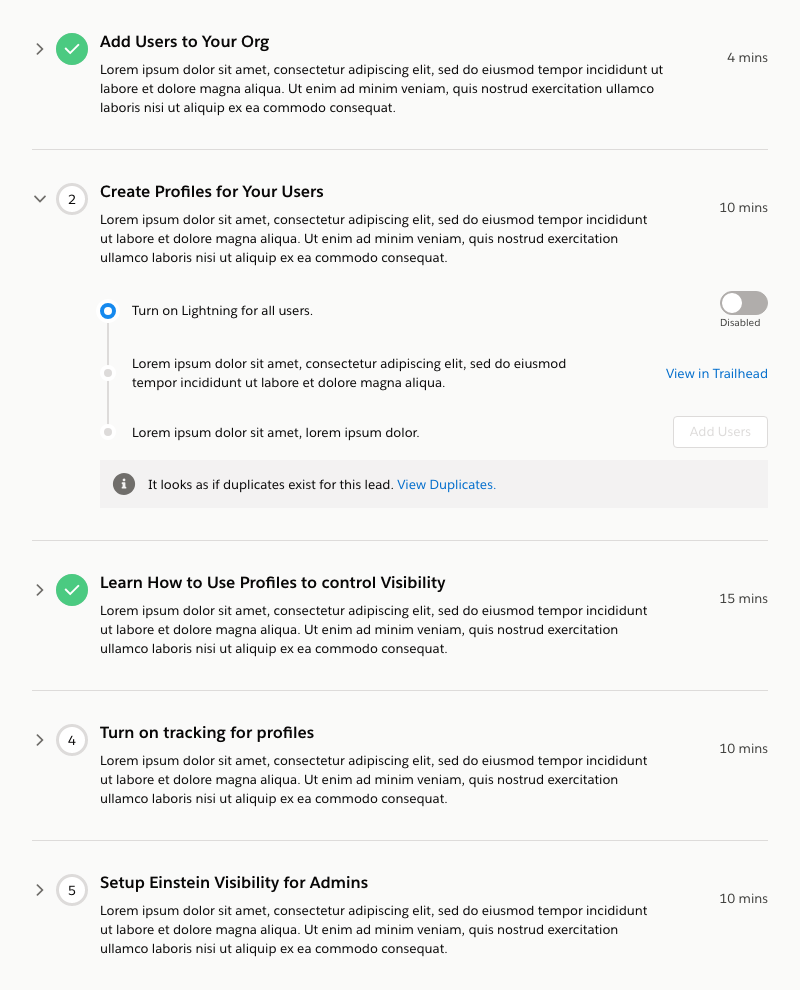 Add Users to Your Org
4 mins
Lorem ipsum dolor sit amet, consectetur adipiscing elit, sed do eiusmod tempor incididunt ut
labore et dolore magna aliqua. Ut enim ad minim veniam, quis nostrud exercitation ullamco
laboris nisi ut aliquip ex ea commodo consequat.
2
Create Profiles for Your Users
10 mins
Lorem ipsum dolor sit amet, consectetur adipiscing elit, sed do eiusmod tempor incididunt
ut labore et dolore magna aliqua. Ut enim ad minim veniam, quis nostrud exercitation
ullamco laboris nisi ut aliquip ex ea commodo consequat.
Turn on Lightning for all users.
Disabled
Lorem ipsum dolor sit amet, consectetur adipiscing elit, sed do eiusmod
tempor incididunt ut labore et dolore magna aliqua.
View in Trailhead
Lorem ipsum dolor sit amet, lorem ipsum dolor.
Add Users
It looks as if duplicates exist for this lead. View Duplicates.
Learn How to Use Profiles to control Visibility
15 mins
Lorem ipsum dolor sit amet, consectetur adipiscing elit, sed do eiusmod tempor incididunt
ut labore et dolore magna aliqua. Ut enim ad minim veniam, quis nostrud exercitation
ullamco laboris nisi ut aliquip ex ea commodo consequat.
4
Turn on tracking for profiles
10 mins
Lorem ipsum dolor sit amet, consectetur adipiscing elit, sed do eiusmod tempor incididunt
ut labore et dolore magna aliqua. Ut enim ad minim veniam, quis nostrud exercitation
ullamco laboris nisi ut aliquip ex ea commodo consequat.
5
Setup Einstein Visibility for Admins
10 mins
Lorem ipsum dolor sit amet, consectetur adipiscing elit, sed do eiusmod tempor incididunt
ut labore et dolore magna aliqua. Ut enim ad minim veniam, quis nostrud exercitation
ullamco laboris nisi ut aliquip ex ea commodo consequat.